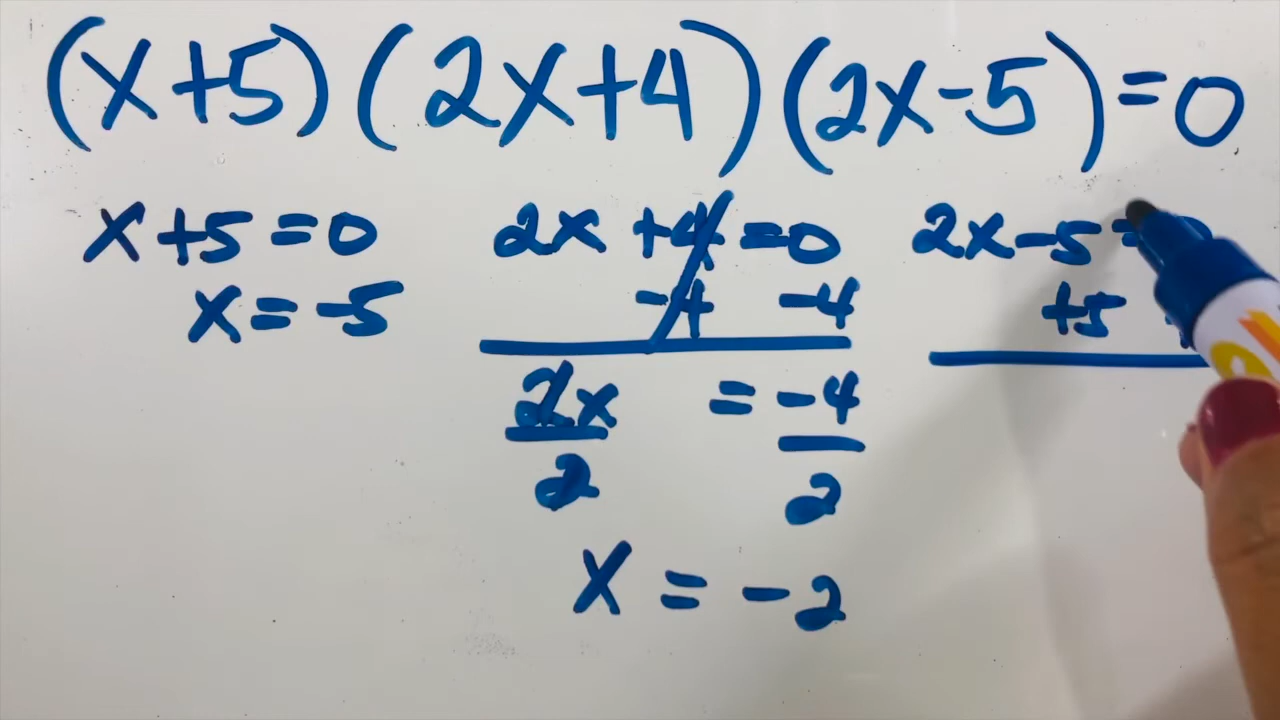 (x+5)(2x+4)(2x-5)=0
x+5=0 2x+4=0 2x-5=0
x=-5 -4 -4 +5
2x = -4
2 2
x = -2